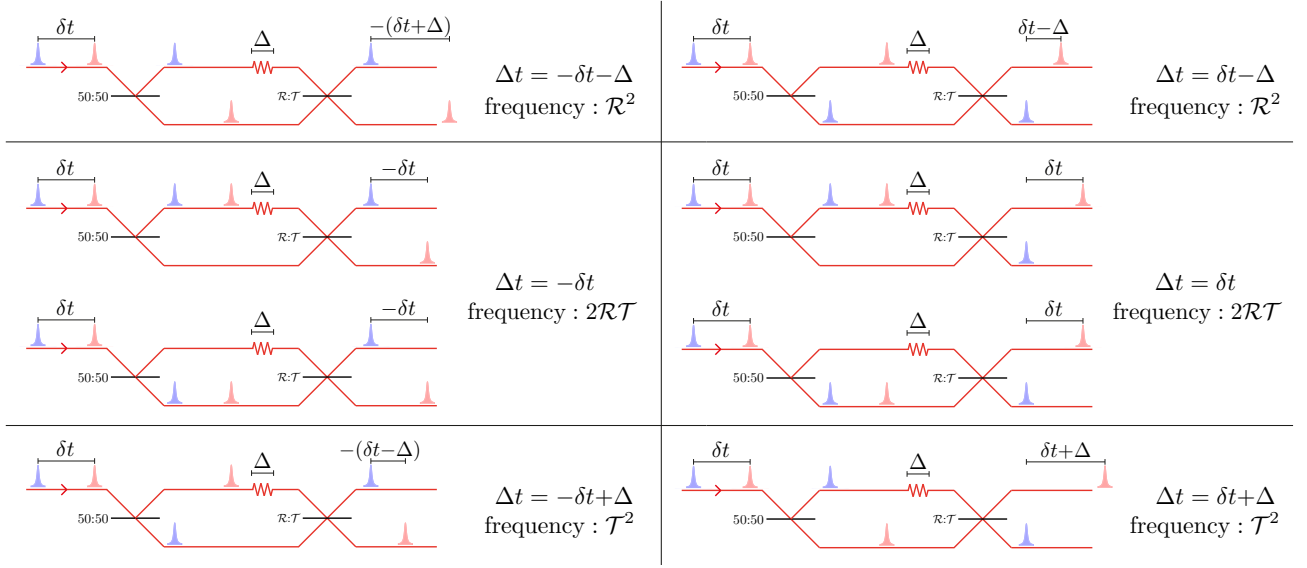 δt
Δ
−(δt+Δ)
50:50
ℛ:𝒯
Δt = −δt−Δ
frequency : ℛ²
δt
Δ
δt−Δ
50:50
ℛ:𝒯
Δt = δt−Δ
frequency : ℛ²
δt
Δ
−δt
50:50
ℛ:𝒯
δt
Δ
−δt
50:50
ℛ:𝒯
Δt = −δt
frequency : 2ℛ𝒯
δt
Δ
δt
50:50
ℛ:𝒯
δt
Δ
δt
50:50
ℛ:𝒯
Δt = δt
frequency : 2ℛ𝒯
δt
Δ
−(δt−Δ)
50:50
ℛ:𝒯
Δt = −δt+Δ
frequency : 𝒯²
δt
Δ
δt+Δ
50:50
ℛ:𝒯
Δt = δt+Δ
frequency : 𝒯²